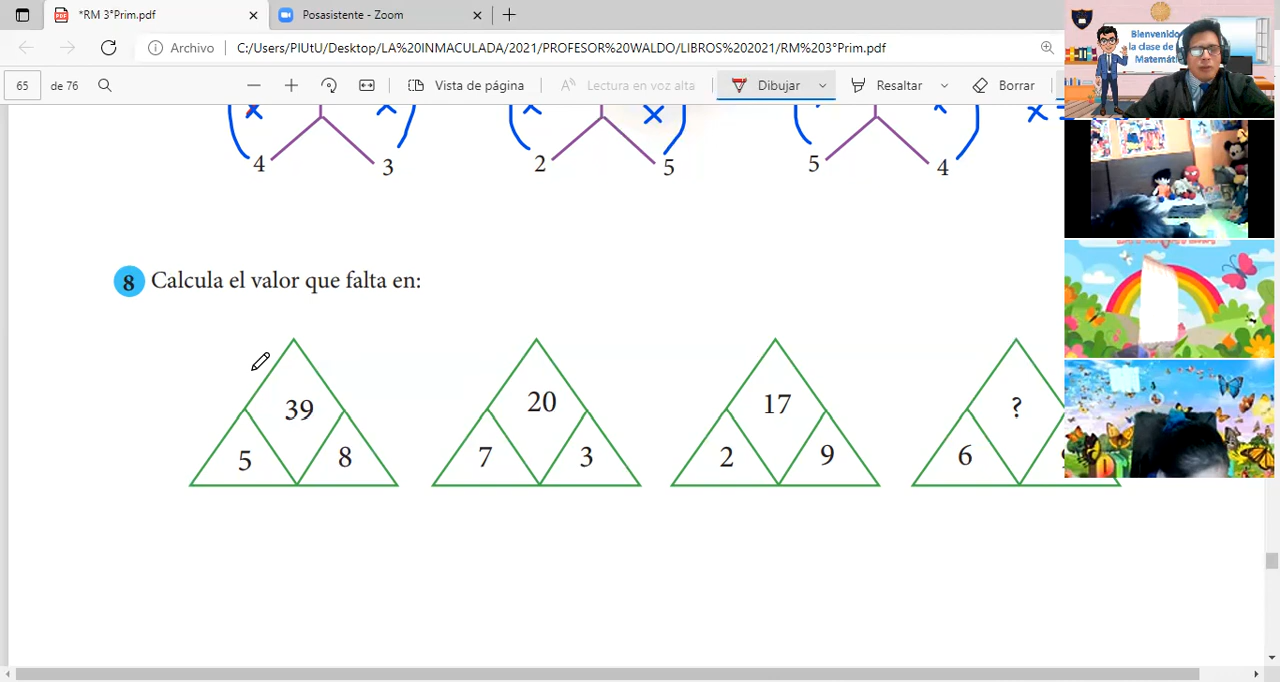 *RM 3°Prim.pdf
Posasistente - Zoom
Archivo
C:/Users/PlUtU/Desktop/LA%20INMACULADA/2021/PROFESOR%20WALDO/LIBROS%202021/RM%203°Prim.pdf
65 de 76
Vista de página
Lectura en voz alta
Dibujar
Resaltar
Borrar
Bienvenido
la clase de
Matemáti
x x x x x x
4 3 2 5 5 4
8 Calcula el valor que falta en:
39 20 17 ?
5 8 7 3 2 9 6